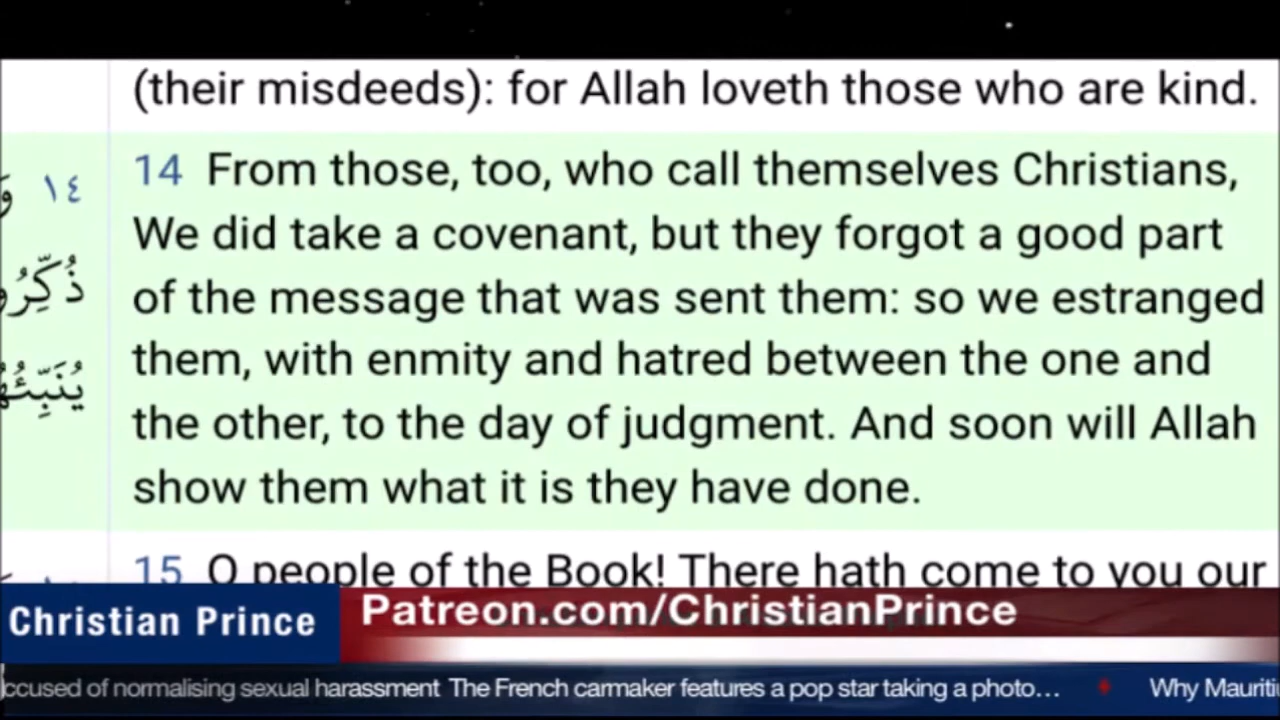 (their misdeeds): for Allah loveth those who are kind.
١٤
14 From those, too, who call themselves Christians,
We did take a covenant, but they forgot a good part
of the message that was sent them: so we estranged
them, with enmity and hatred between the one and
the other, to the day of judgment. And soon will Allah
show them what it is they have done.
15 O people of the Book! There hath come to you our
Christian Prince
Patreon.com/ChristianPrince
of normalising sexual harassment The French carmaker features a pop star taking a photo… Why